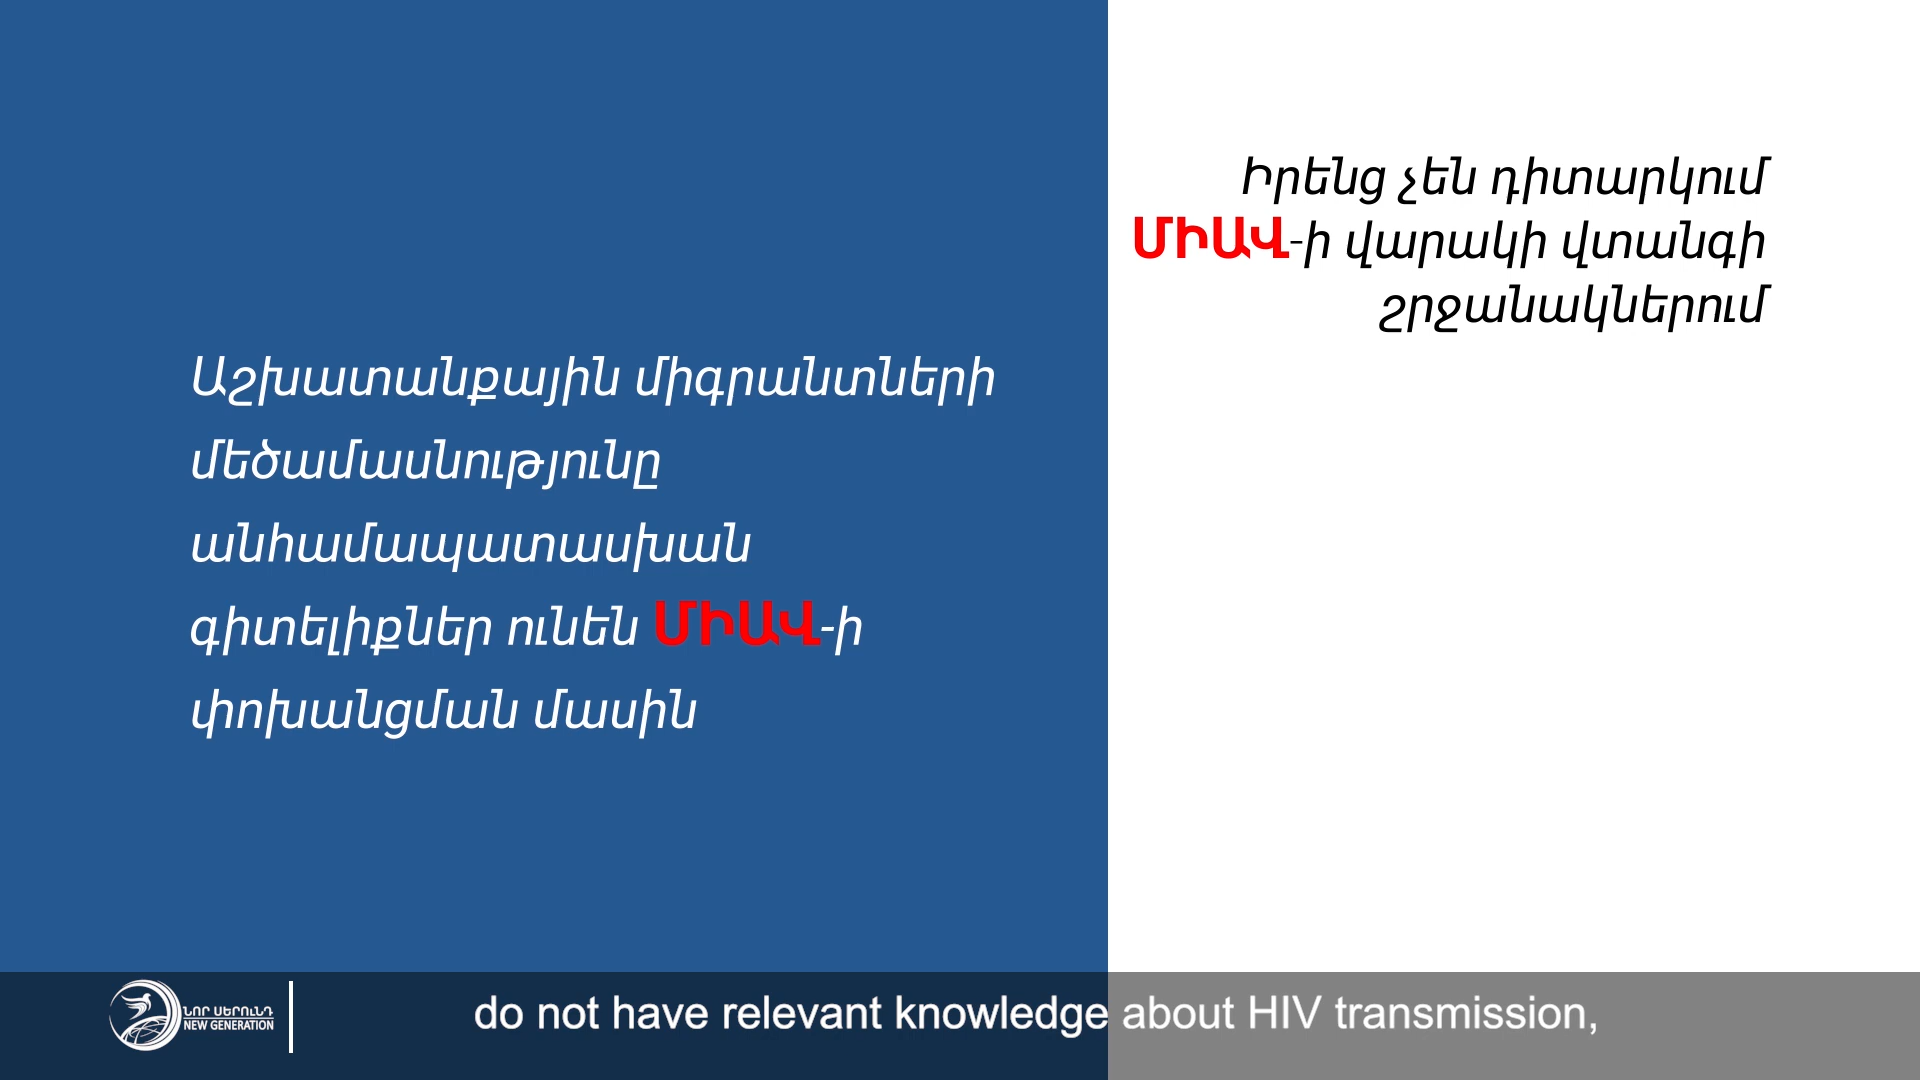 Աշխատանքային միգրանտների
մեծամասնությունը
անհամապատասխան
գիտելիքներ ունեն ՄԻԱՎ-ի
փոխանցման մասին
Իրենց չեն դիտարկում
ՄԻԱՎ-ի վարակի վտանգի
շրջանակներում
ՆՈՐ ՍԵՐՈՒՆԴ
NEW GENERATION
do not have relevant knowledge about HIV transmission,